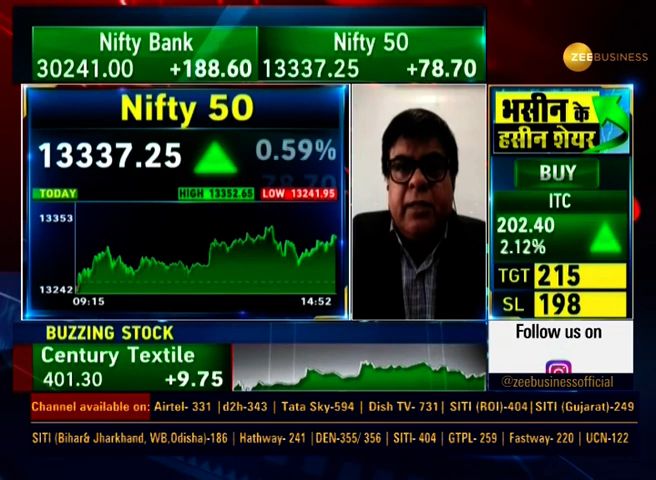 Nifty Bank
30241.00 +188.60
Nifty 50
13337.25 +78.70
ZEEBUSINESS
Nifty 50
13337.25 0.59%
78.70
TODAY HIGH 13352.65 LOW 13241.95
13353
13242
09:15 14:52
भसीन के
हसीन शेयर
BUY
ITC
202.40
2.12%
TGT 215
SL 198
BUZZING STOCK
Century Textile
401.30 +9.75
Follow us on
@zeebusinessofficial
Channel available on: Airtel- 331 | d2h-343 | Tata Sky-594 | Dish TV- 731 | SITI (ROI)-404 | SITI (Gujarat)-249
SITI (Bihar& Jharkhand, WB,Odisha)-186 | Hathway- 241 | DEN-355/ 356 | SITI- 404 | GTPL- 259 | Fastway- 220 | UCN-122